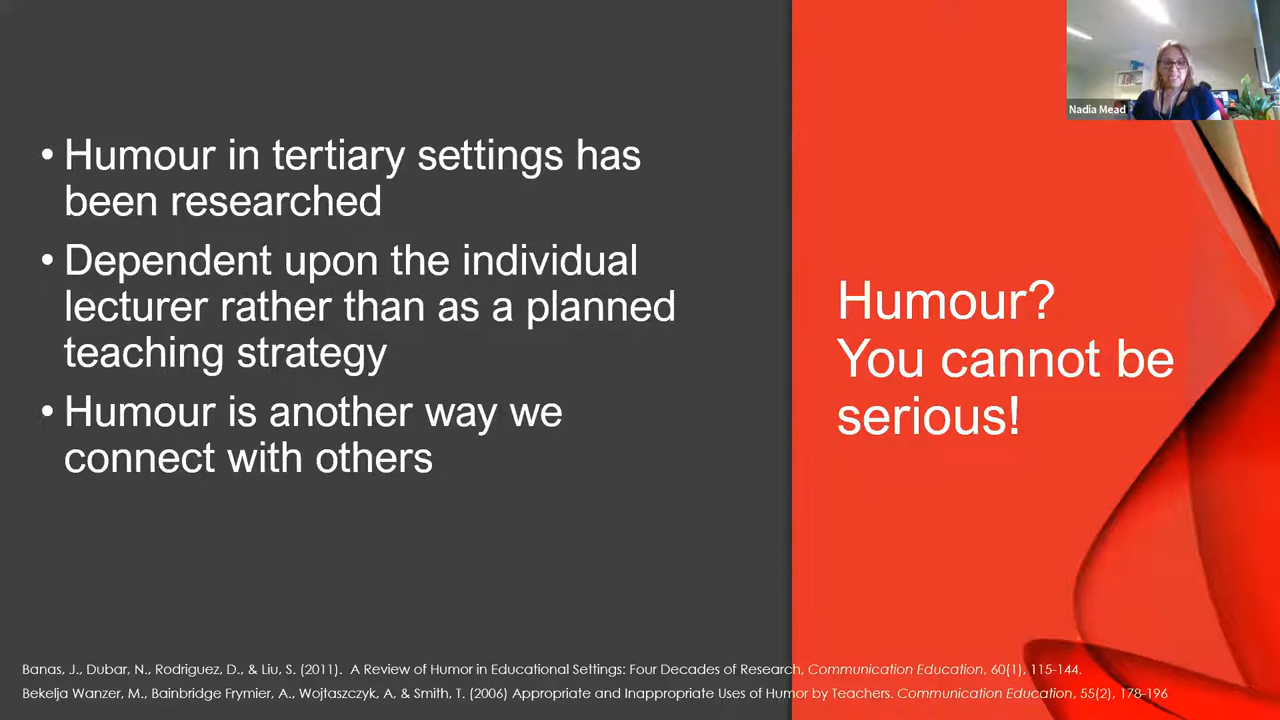 • Humour in tertiary settings has
been researched
• Dependent upon the individual
lecturer rather than as a planned
teaching strategy
• Humour is another way we
connect with others
Humour?
You cannot be
serious!
Nadia Mead
Banas, J., Dubar, N., Rodriguez, D., & Liu, S. (2011). A Review of Humor in Educational Settings: Four Decades of Research, Communication Education, 60(1), 115-144.
Bekelja Wanzer, M., Bainbridge Frymier, A., Wojtaszczyk, A, & Smith, T. (2006) Appropriate and Inappropriate Uses of Humor by Teachers. Communication Education, 55(2), 178-196